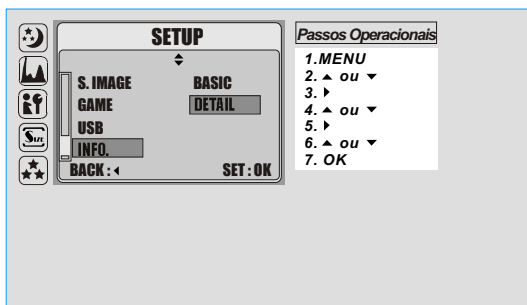 SETUP
S. IMAGE BASIC
GAME DETAIL
USB
INFO.
BACK : ◂ SET : OK
SIZE
Passos Operacionais
1.MENU
2. ▲ ou ▼
3. ▶
4. ▲ ou ▼
5. ▶
6. ▲ ou ▼
7. OK